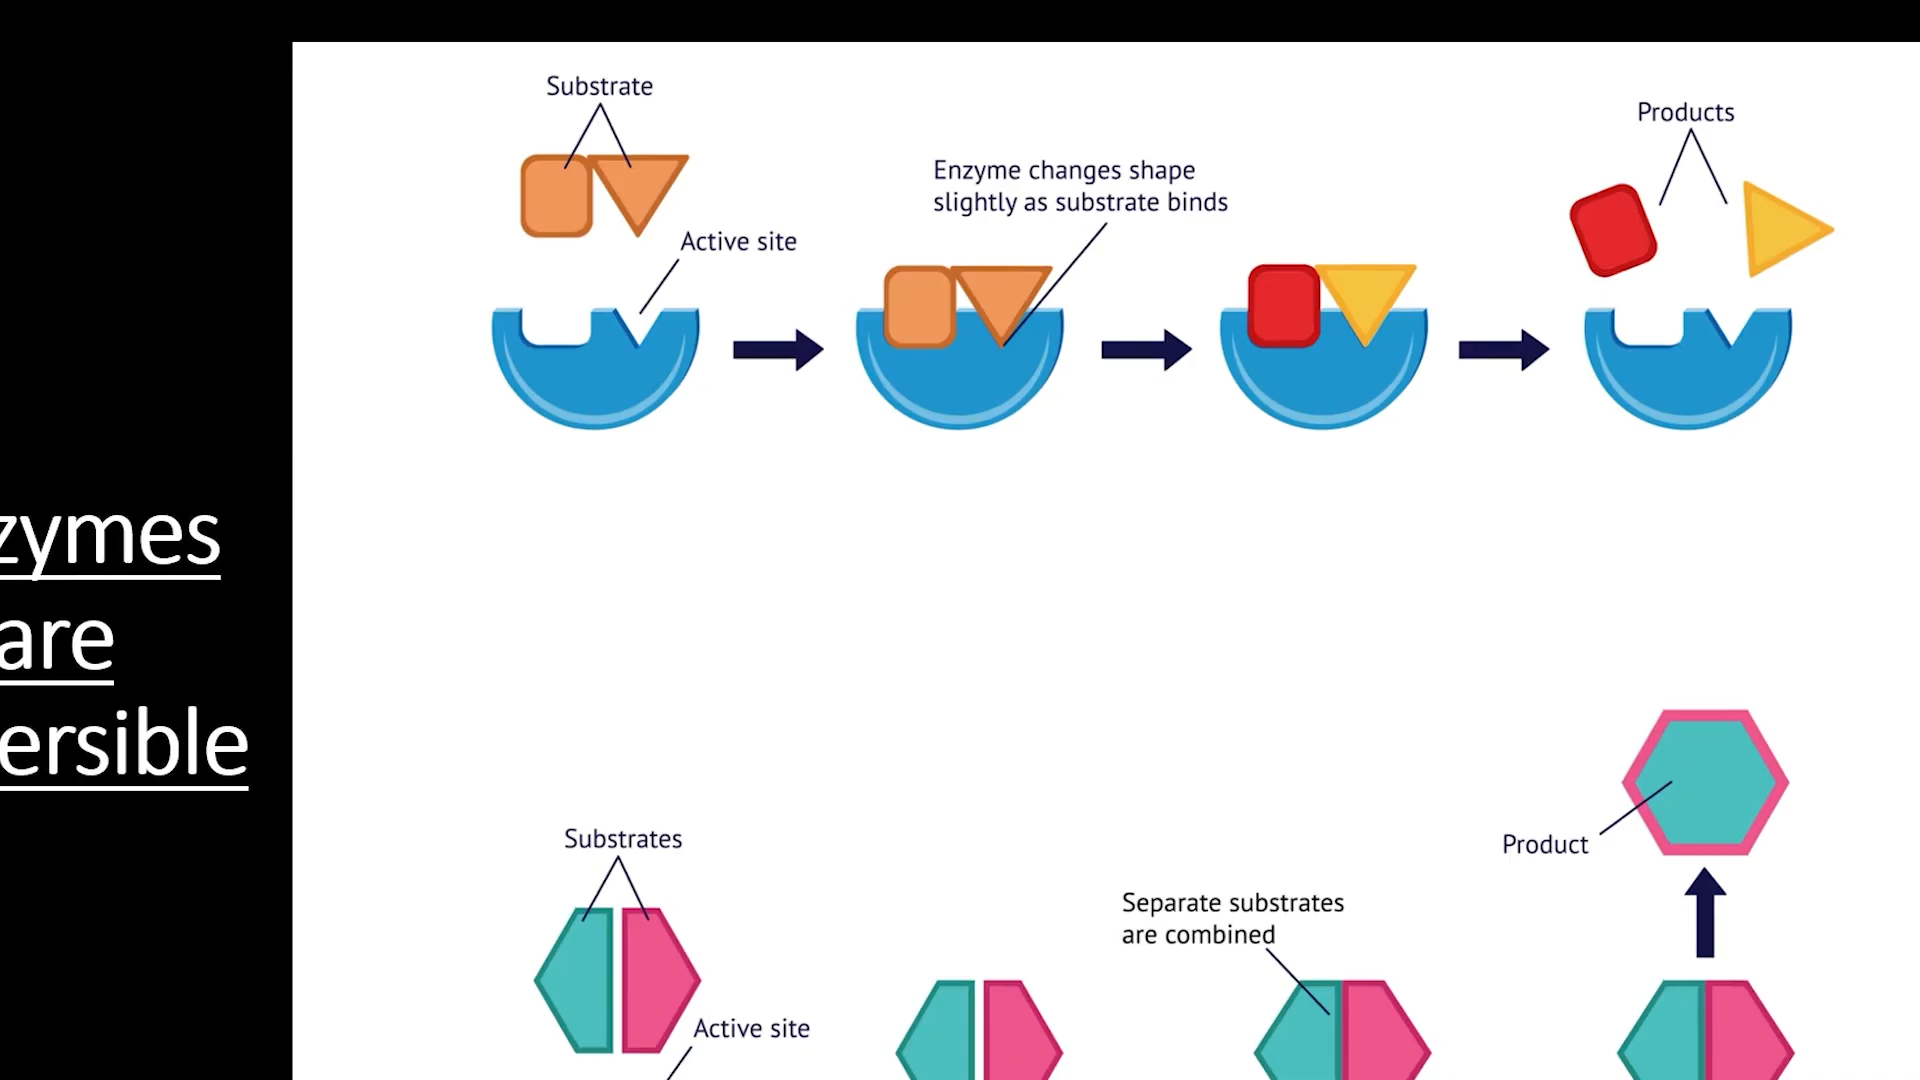 zymes
are
ersible
Substrate
Active site
Enzyme changes shape
slightly as substrate binds
Products
Substrates
Active site
Separate substrates
are combined
Product